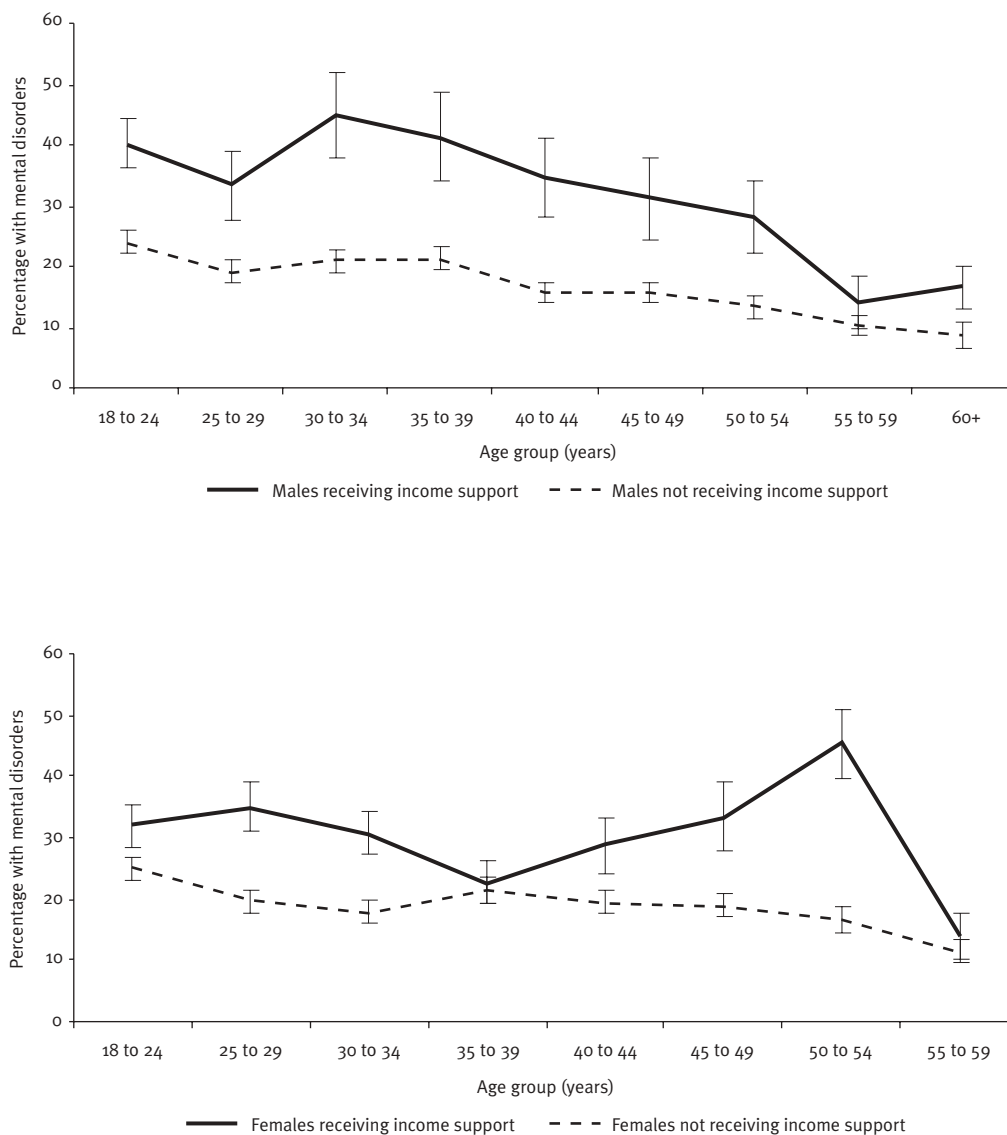 Percentage with mental disorders
60
50
40
30
20
10
0
18 to 24 25 to 29 30 to 34 35 to 39 40 to 44 45 to 49 50 to 54 55 to 59 60+
Age group (years)
Males receiving income support Males not receiving income support
Percentage with mental disorders
60
50
40
30
20
10
0
18 to 24 25 to 29 30 to 34 35 to 39 40 to 44 45 to 49 50 to 54 55 to 59
Age group (years)
Females receiving income support Females not receiving income support